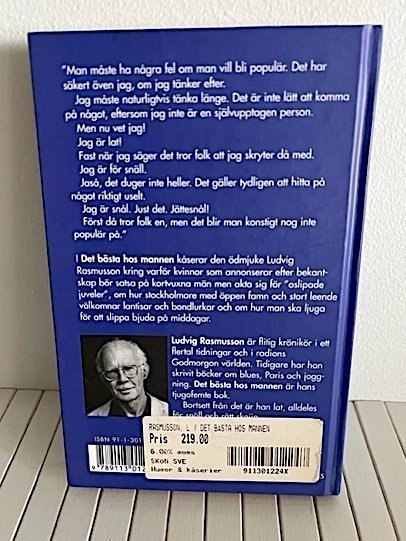 "Man måste ha några fel om man vill bli populär. Det har
säkert även jag, om jag tänker efter.
Jag måste naturligtvis tänka länge. Det är inte lätt att komma
på något, eftersom jag inte är en självupptagen person.
Men nu vet jag!
Jag är lat!
Fast när jag säger det tror folk att jag skryter då med.
Jag är för snäll.
Jaså, det duger inte heller. Det gäller tydligen att hitta på
något riktigt uselt.
Jag är snål. Just det. Jättesnål!
Först då tror folk en, men det blir man konstigt nog inte
populär på."
I Det bästa hos mannen kåserar den ödmjuke Ludvig
Rasmusson kring varför kvinnor som annonserar efter bekant-
skap bör satsa på kortvuxna män men akta sig för "oslipade
juveler", om hur stockholmare med öppen famn och stort leende
välkomnar lantisar och bondlurkar och om hur man ska ljuga
för att slippa bjuda på middagar.
Ludvig Rasmusson är flitig krönikör i ett
flertal tidningar och i radions
Godmorgon världen. Tidigare har han
skrivit böcker om blues, Paris och jogg-
ning. Det bästa hos mannen är hans
tjugofemte bok.
Bortsett från det är han lat, alldeles
för snäll och rätt
ISBN 91-1-301
9 789113 012
RASMUSSON, L / DET BÄSTA HOS MANNEN
Pris 219.00
6.00% moms
SKÖN SVE
Humor & kåserier
911301224X